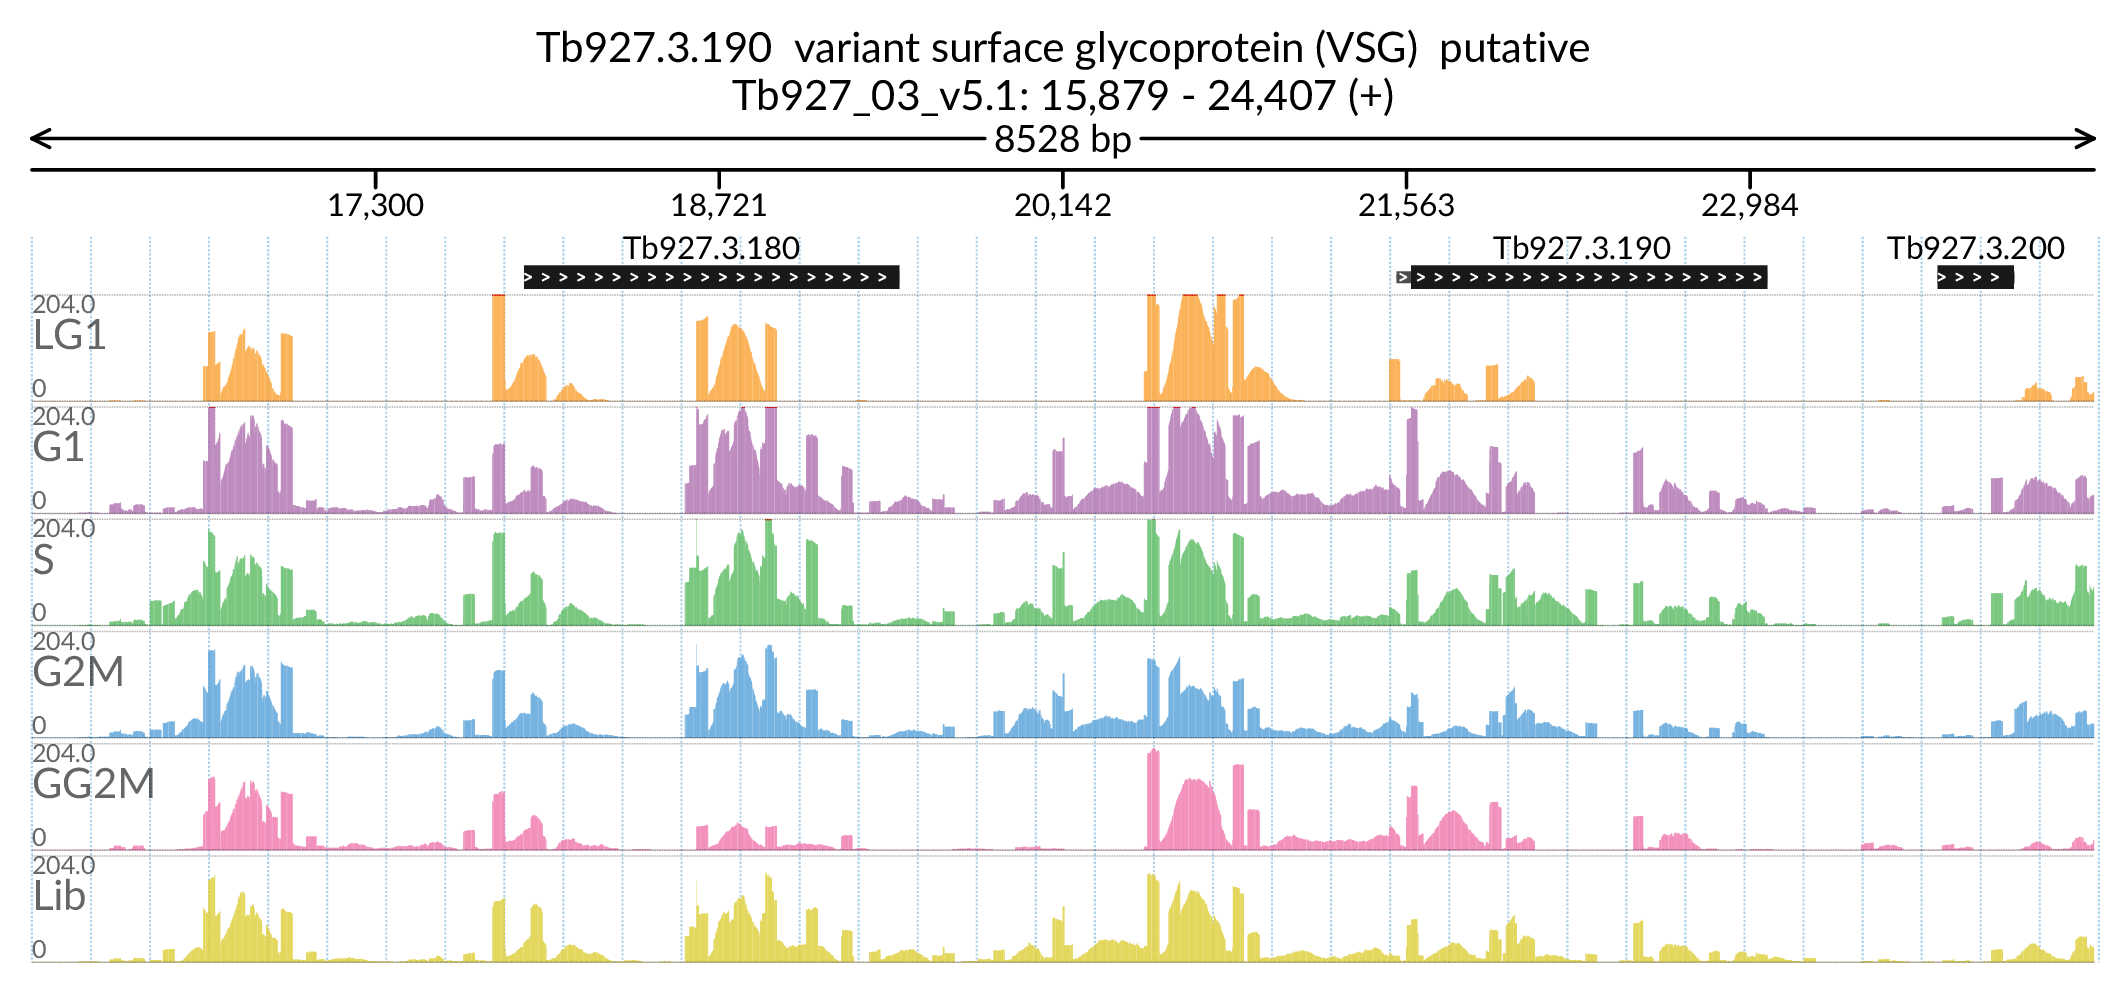 Tb927.3.190 variant surface glycoprotein (VSG) putative
Tb927_03_v5.1: 15,879 - 24,407 (+)
8528 bp
17,300 18,721 20,142 21,563 22,984
Tb927.3.180 Tb927.3.190 Tb927.3.200
204.0
LG1
0
204.0
G1
0
204.0
S
0
204.0
G2M
0
204.0
GG2M
0
204.0
Lib
0